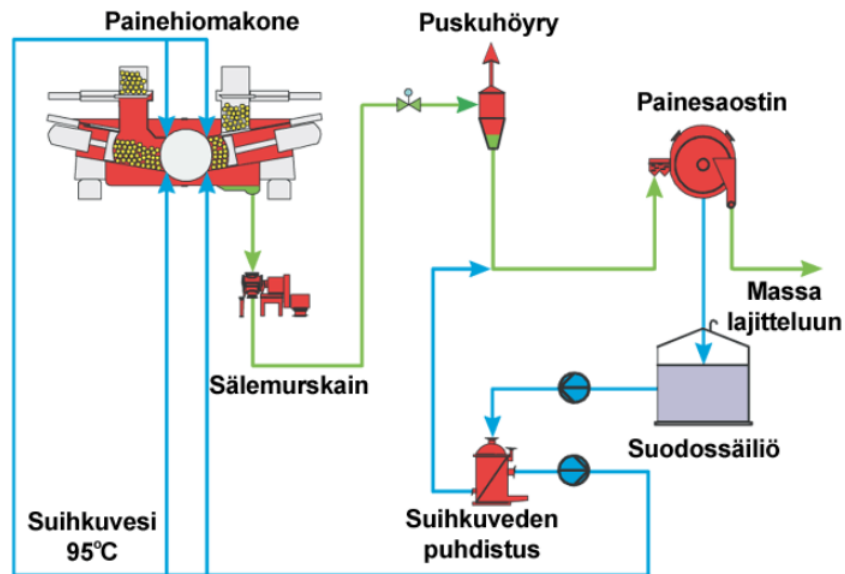 Painehiomakone
Puskuhöyry
Painesaostin
Massa
lajitteluun
Sälemurskain
Suodossäiliö
Suihkuvesi
95°C
Suihkuveden
puhdistus